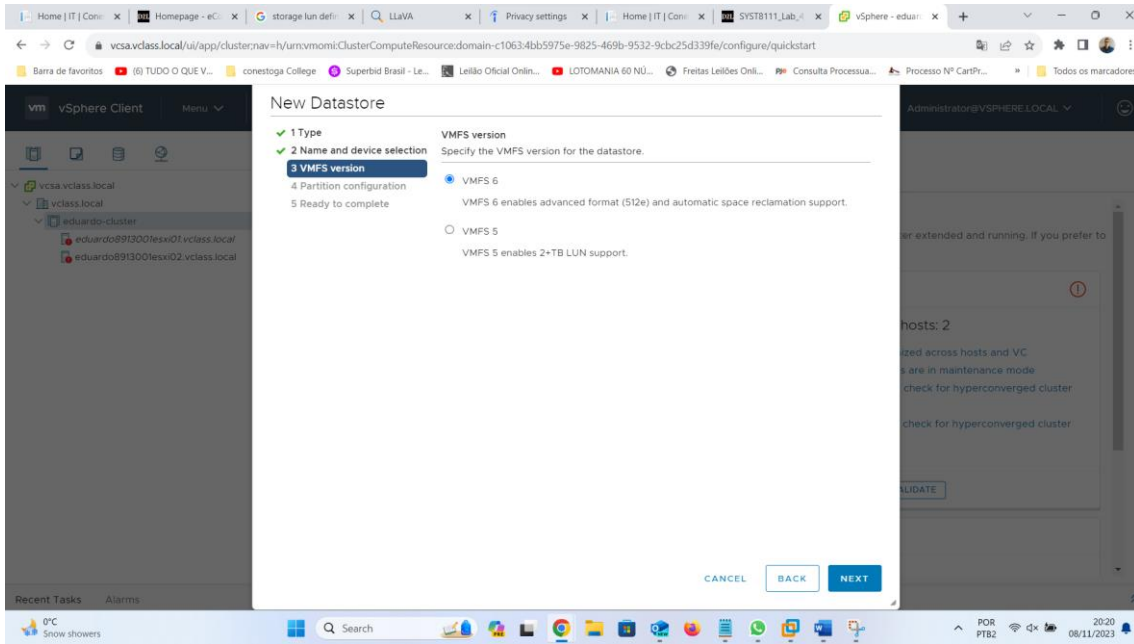 Home | IT | Cone
Homepage - eCo
storage lun defin
LLaVA
Privacy settings
Home | IT | Cone
SYST8111_Lab_4
vSphere - eduar
vcsa.vclass.local/ui/app/cluster;nav=h/urn:vmomi:ClusterComputeResource:domain-c1063:4bb5975e-9825-469b-9532-9cbc25d339fe/configure/quickstart
Barra de favoritos
(6) TUDO O QUE V...
conestoga College
Superbid Brasil - Le...
Leilão Oficial Onlin...
LOTOMANIA 60 NÚ...
Freitas Leilões Onli...
Consulta Processua...
Processo Nº CartPr...
Todos os marcadores
vm vSphere Client Menu
Administrator@VSPHERE.LOCAL
New Datastore
1 Type
2 Name and device selection
3 VMFS version
4 Partition configuration
5 Ready to complete
VMFS version
Specify the VMFS version for the datastore.
VMFS 6
VMFS 6 enables advanced format (512e) and automatic space reclamation support.
VMFS 5
VMFS 5 enables 2+TB LUN support.
vcsa.vclass.local
vclass.local
eduardo-cluster
eduardo8913001esxi01.vclass.local
eduardo8913001esxi02.vclass.local
er extended and running. If you prefer to
hosts: 2
ized across hosts and VC
s are in maintenance mode
check for hyperconverged cluster
check for hyperconverged cluster
ALIDATE
CANCEL BACK NEXT
Recent Tasks Alarms
0°C
Snow showers
Search
POR
PTB2
20:20
08/11/2023